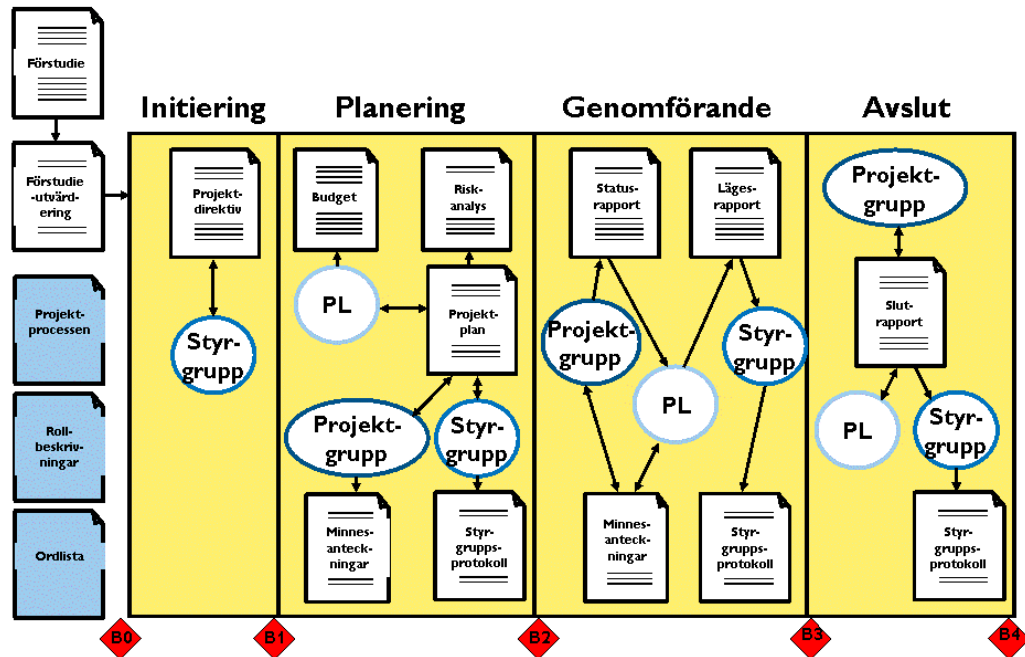 Förstudie
Förstudie
-utvärd-
ering
Projekt-
processen
Roll-
beskriv-
ningar
Ordlista
Initiering
Projekt-
direktiv
Styr-
grupp
Planering
Budget
Risk-
analys
PL
Projekt-
plan
Projekt-
grupp
Styr-
grupp
Minnes-
anteck-
ningar
Styr-
grupps-
protokoll
Genomförande
Status-
rapport
Läges-
rapport
Projekt-
grupp
Styr-
grupp
PL
Minnes-
anteck-
ningar
Styr-
grupps-
protokoll
Avslut
Projekt-
grupp
Slut-
rapport
PL
Styr-
grupp
Styr-
grupps-
protokoll
B0
B1
B2
B3
B4